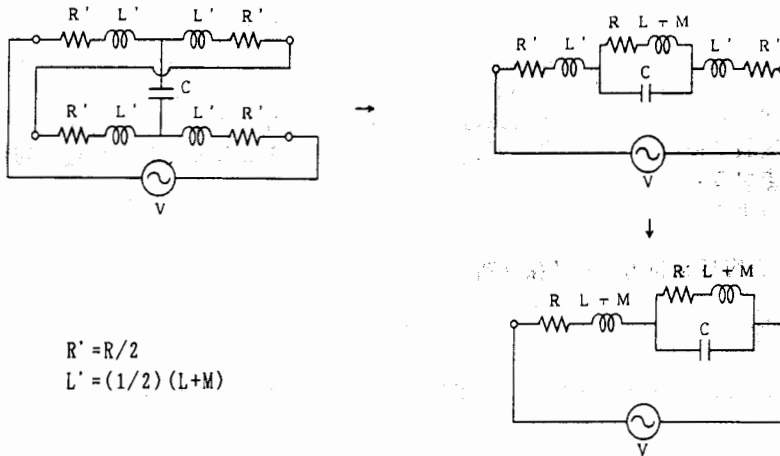 R' L' L' R'
C
R' L' L' R'
V
→
R L + M
R' L' L' R'
C
V
↓
R' L + M
R L + M
C
V
R'=R/2
L'=(1/2)(L+M)